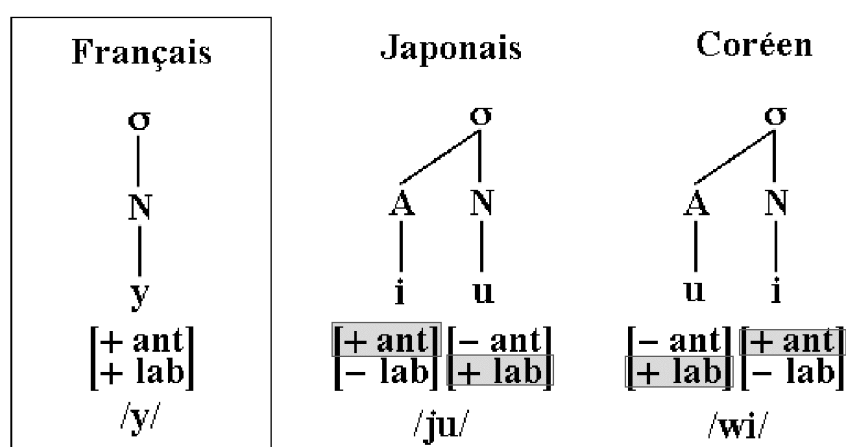 Français Japonais Coréen
σ σ σ
N A N A N
y i u u i
[+ ant] [+ ant] [− ant] [− ant] [+ ant]
[+ lab] [− lab] [+ lab] [+ lab] [− lab]
/y/ /ju/ /wi/